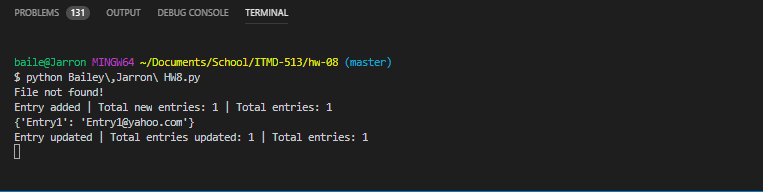 PROBLEMS 131 OUTPUT DEBUG CONSOLE TERMINAL
baile@Jarron MINGW64 ~/Documents/School/ITMD-513/hw-08 (master)
$ python Bailey\,Jarron\ HW8.py
File not found!
Entry added | Total new entries: 1 | Total entries: 1
{'Entry1': 'Entry1@yahoo.com'}
Entry updated | Total entries updated: 1 | Total entries: 1